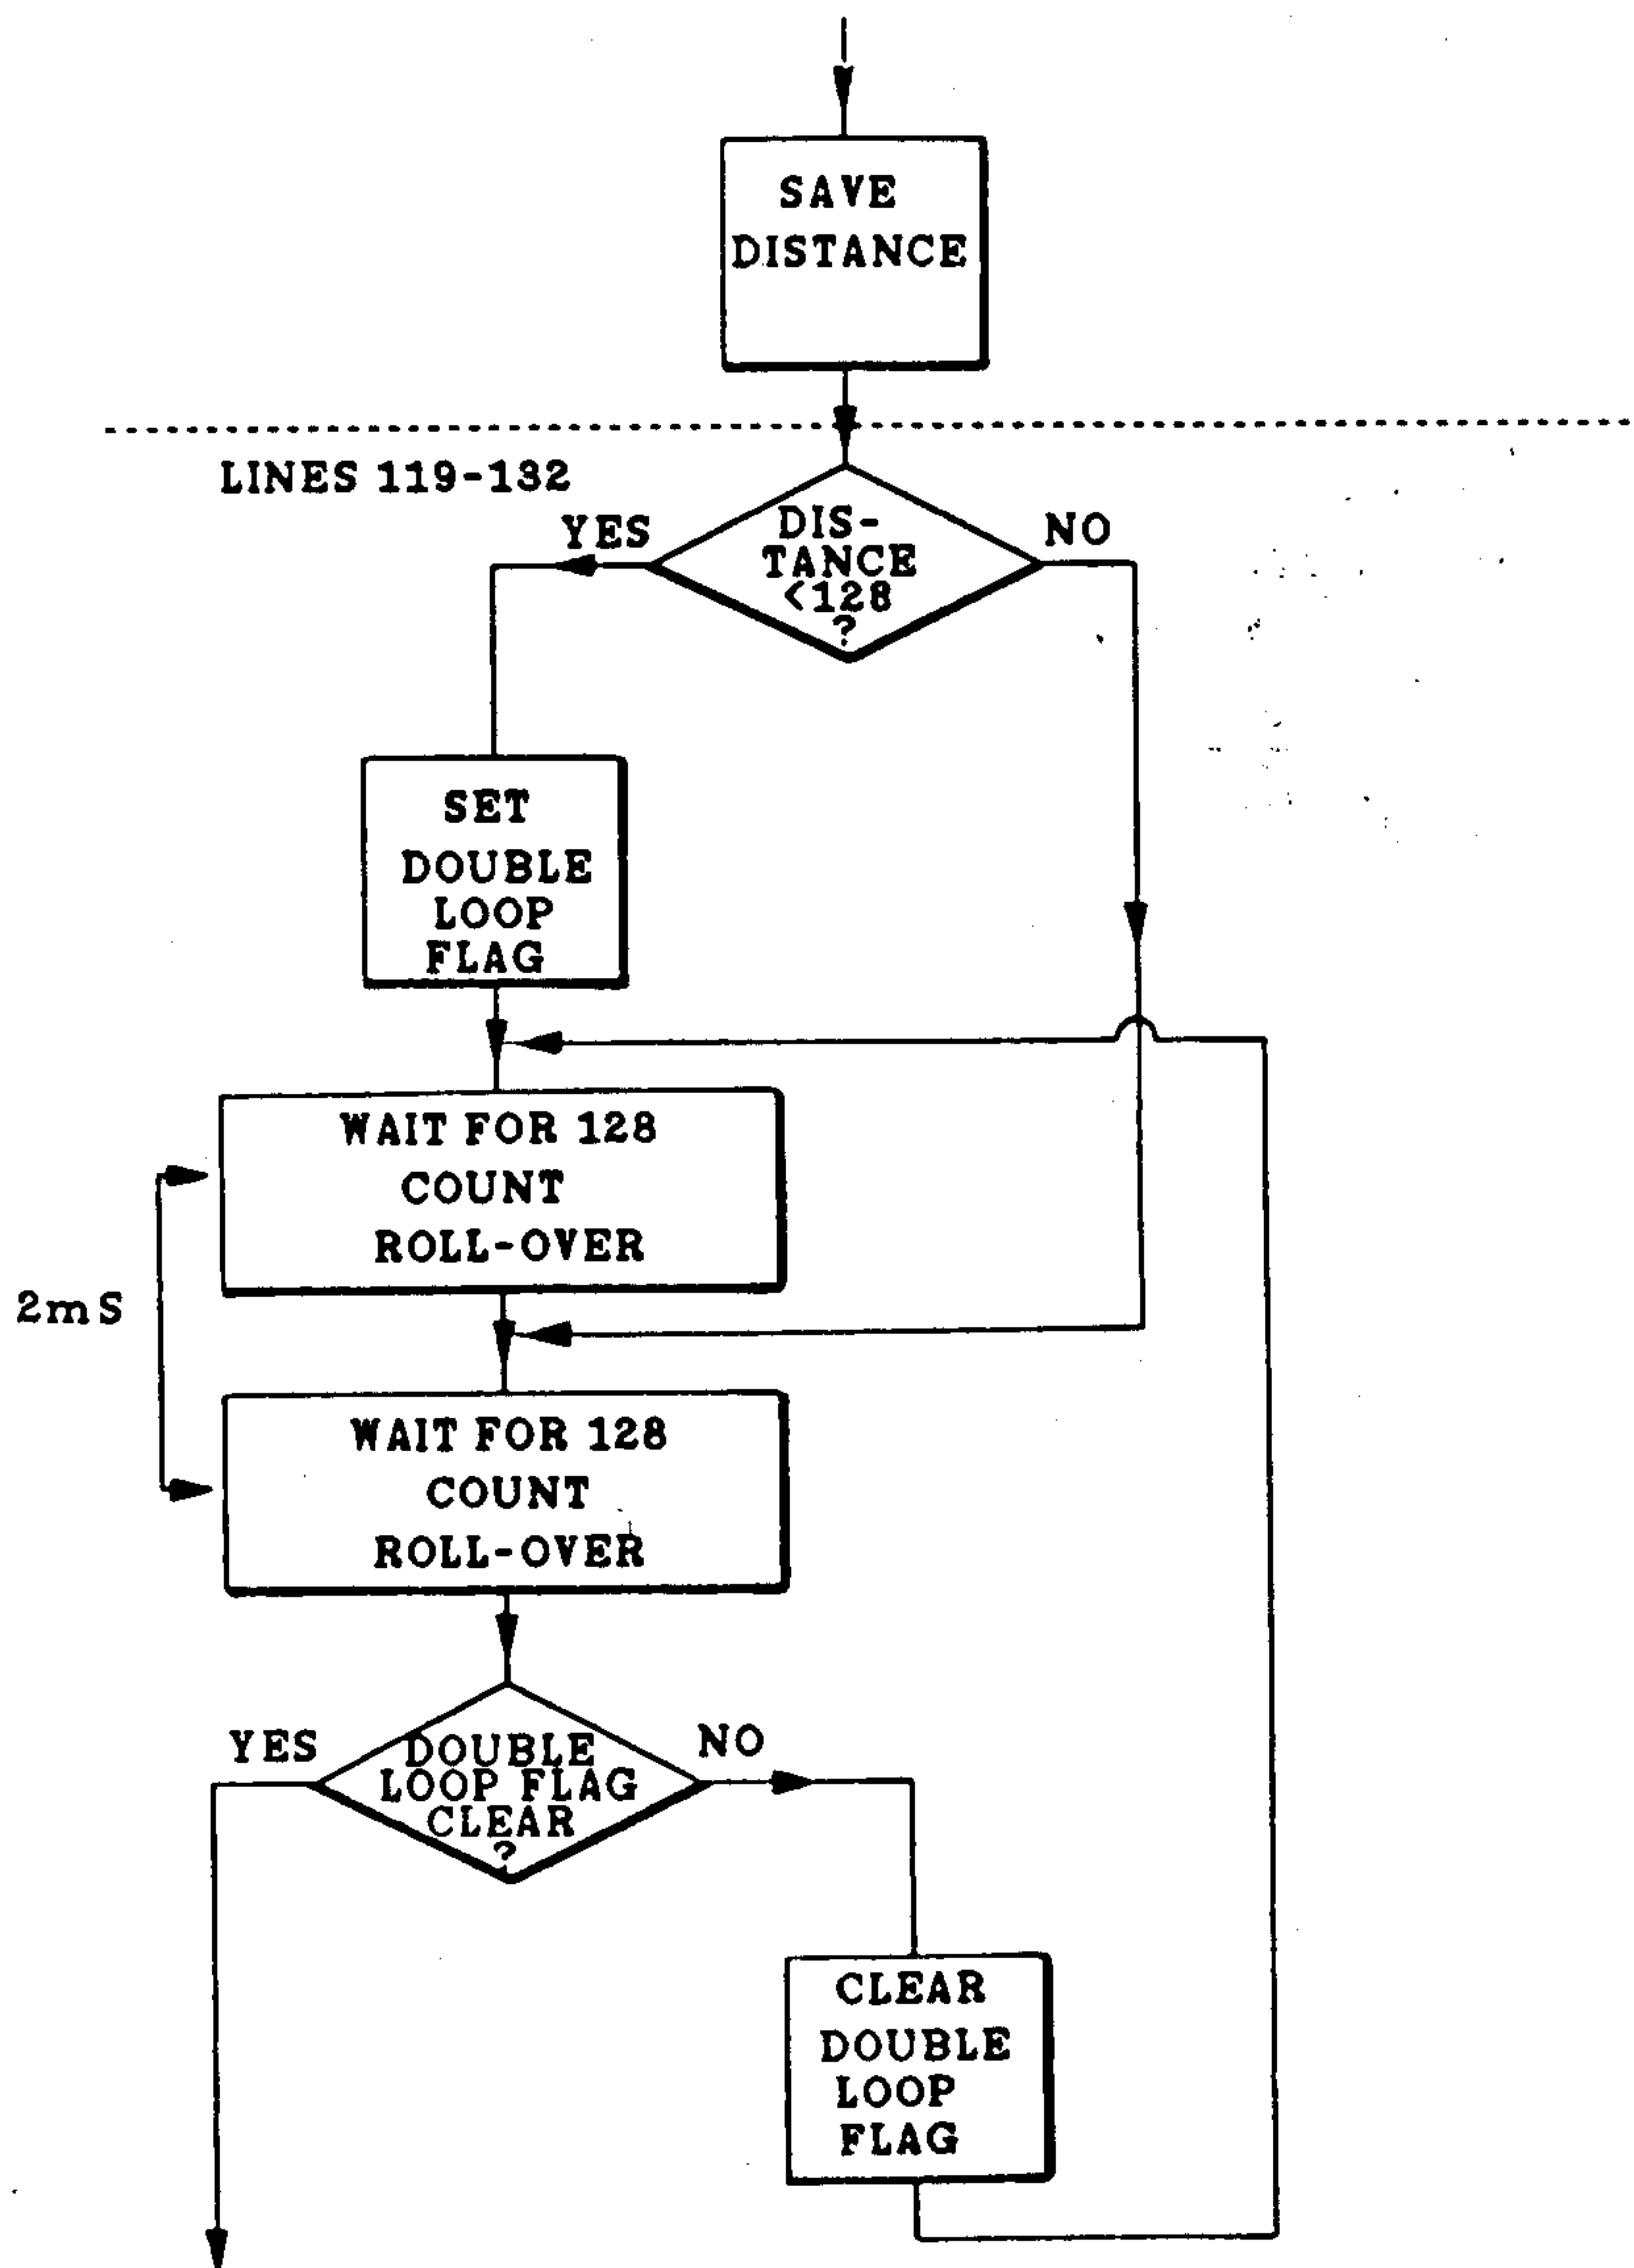 SAVE
DISTANCE
LINES 119-132
YES
DIS-
TANCE
<128
?
NO
SET
DOUBLE
LOOP
FLAG
WAIT FOR 128
COUNT
ROLL-OVER
2mS
WAIT FOR 128
COUNT
ROLL-OVER
YES
DOUBLE
LOOP FLAG
CLEAR
?
NO
CLEAR
DOUBLE
LOOP
FLAG